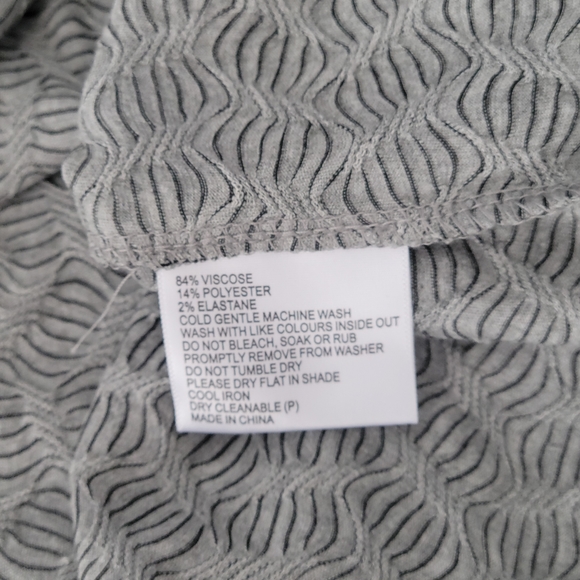 84% VISCOSE
14% POLYESTER
2% ELASTANE
COLD GENTLE MACHINE WASH
WASH WITH LIKE COLOURS INSIDE OUT
DO NOT BLEACH, SOAK OR RUB
PROMPTLY REMOVE FROM WASHER
DO NOT TUMBLE DRY
PLEASE DRY FLAT IN SHADE
COOL IRON
DRY CLEANABLE (P)
MADE IN CHINA